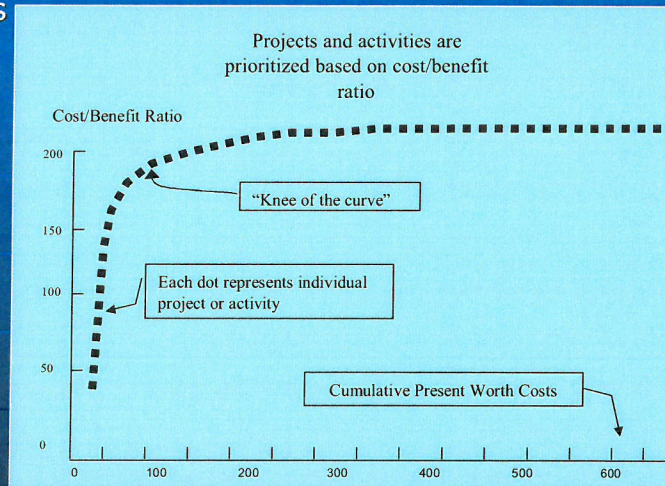 s
Projects and activities are
prioritized based on cost/benefit
ratio
Cost/Benefit Ratio
200
"Knee of the curve"
150
Each dot represents individual
project or activity
100
50
Cumulative Present Worth Costs
0
0 100 200 300 400 500 600